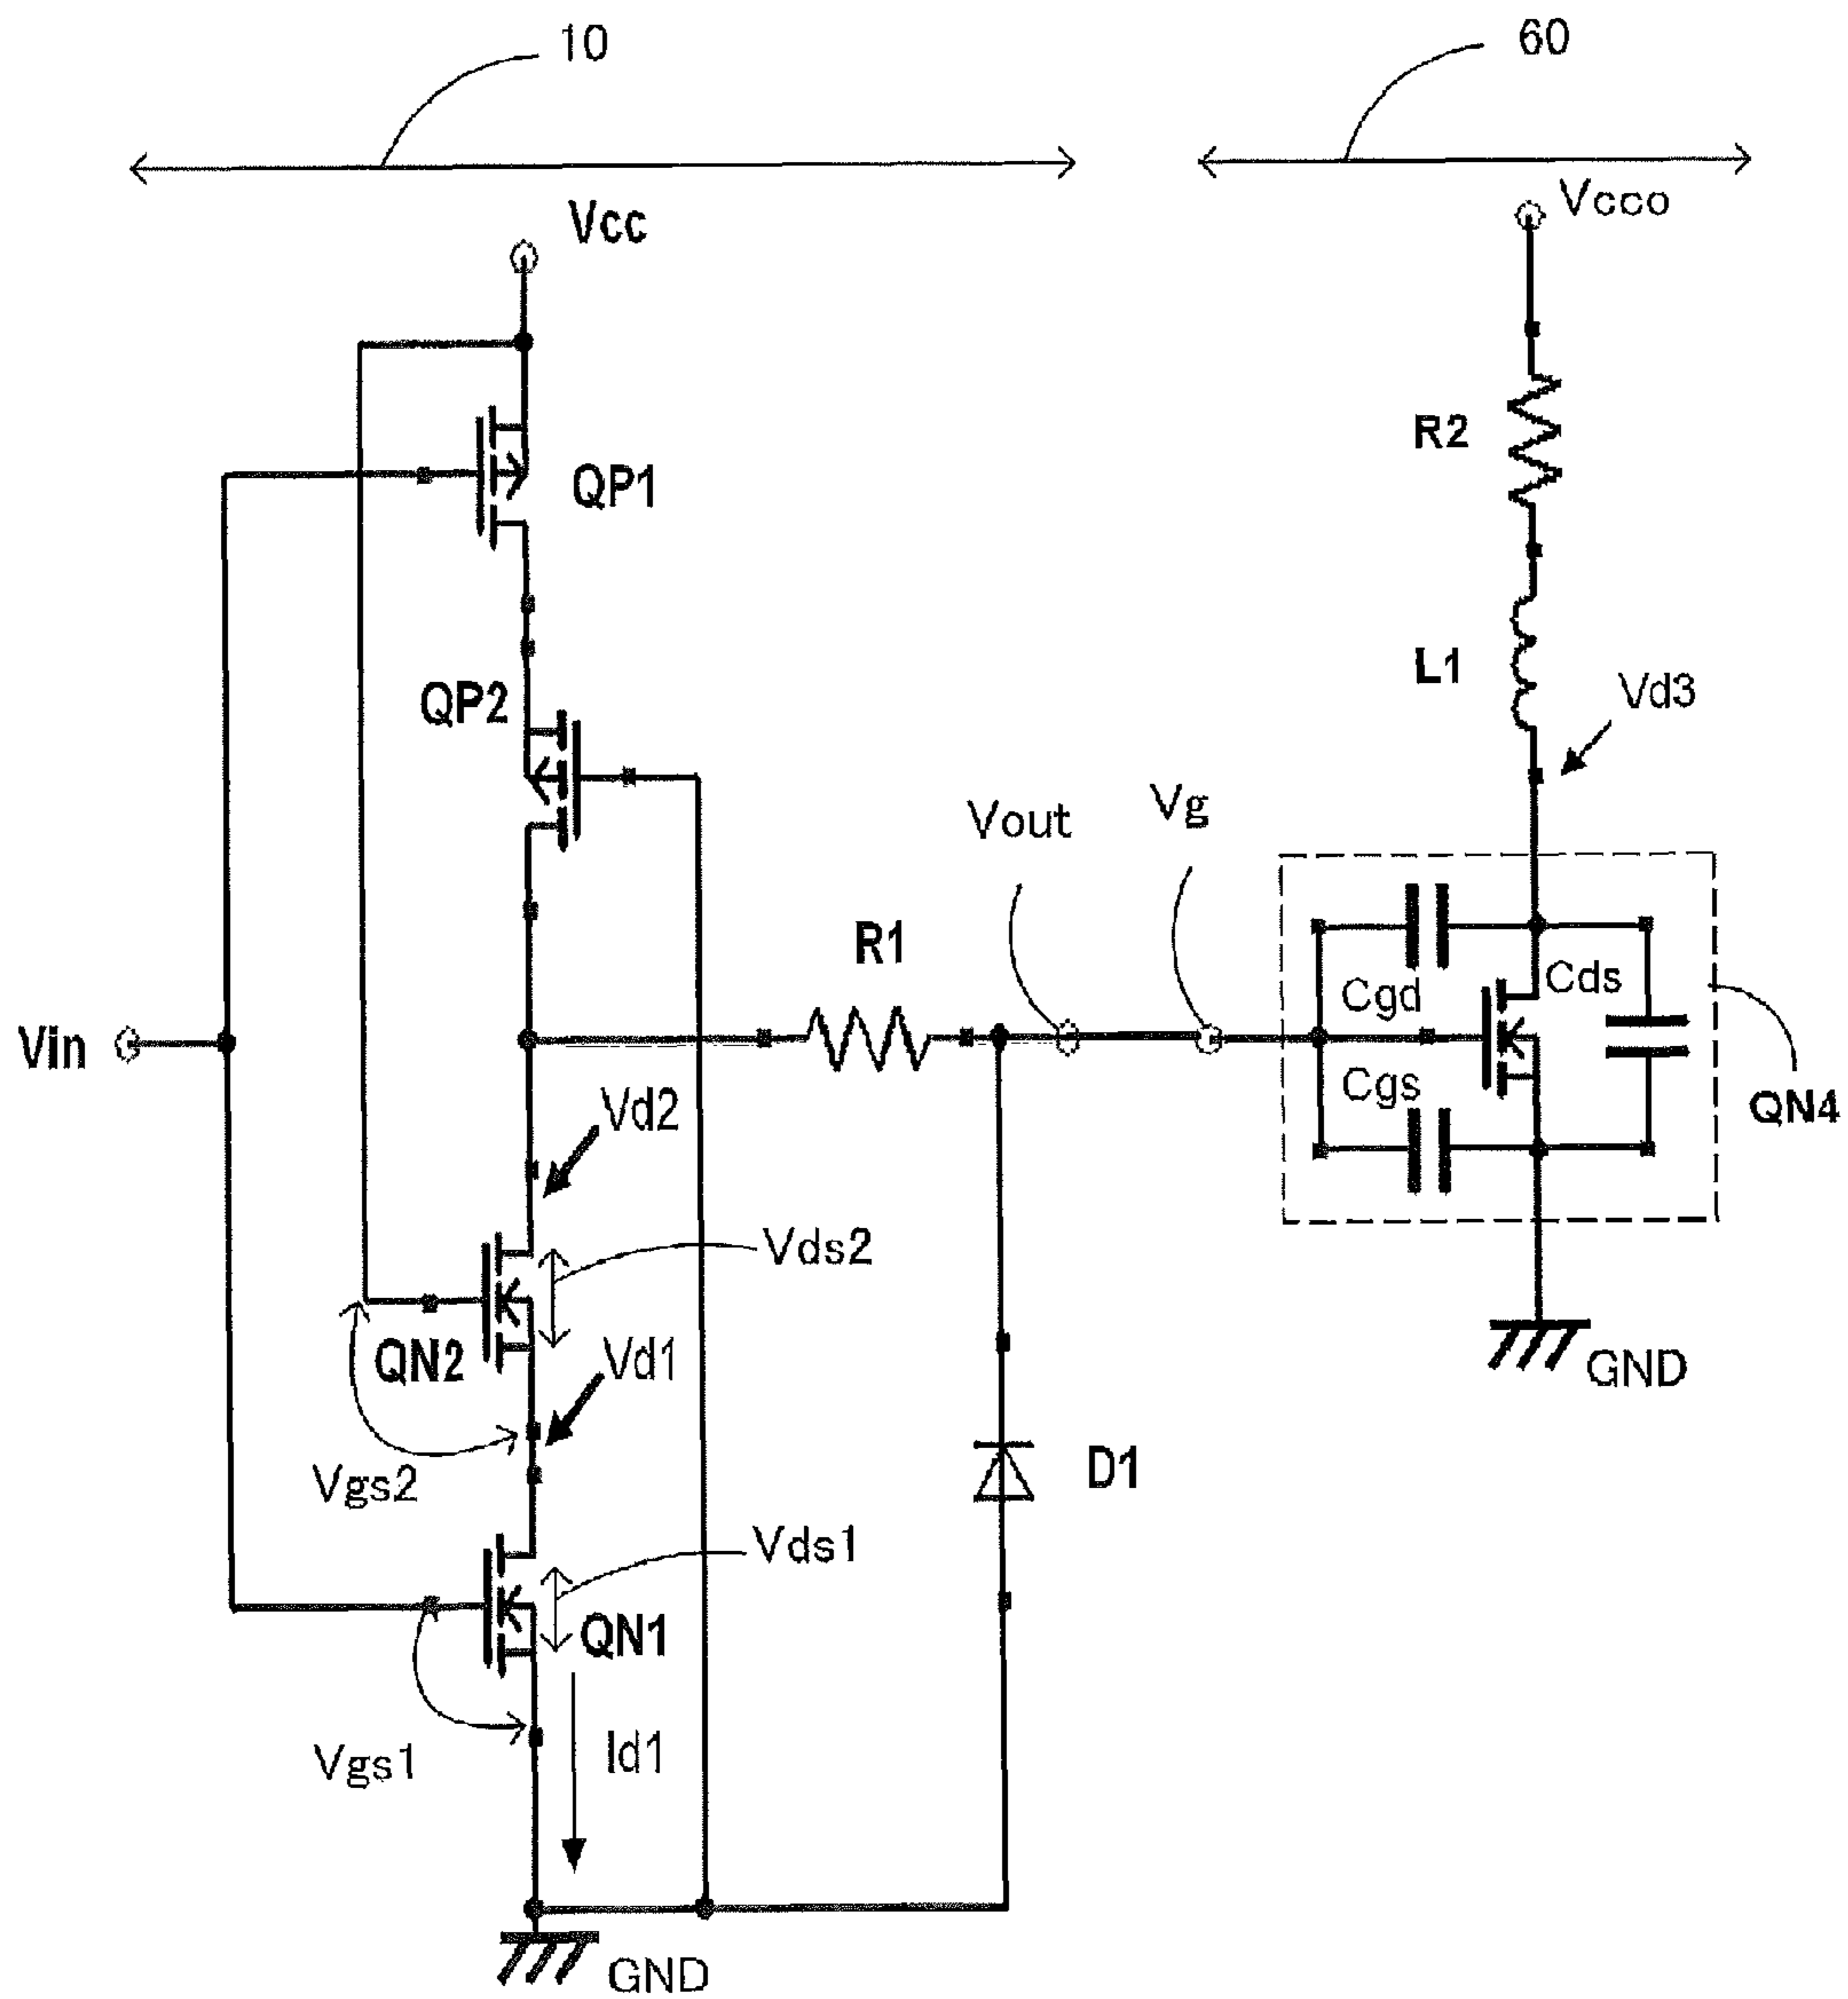 10
60
Vcc
Vcco
QP1
R2
QP2
L1
Vd3
Vout
Vg
R1
Cgd
Cds
Vin
Cgs
QN4
Vd2
Vds2
QN2
Vd1
GND
Vgs2
D1
Vds1
QN1
Vgs1
Id1
GND